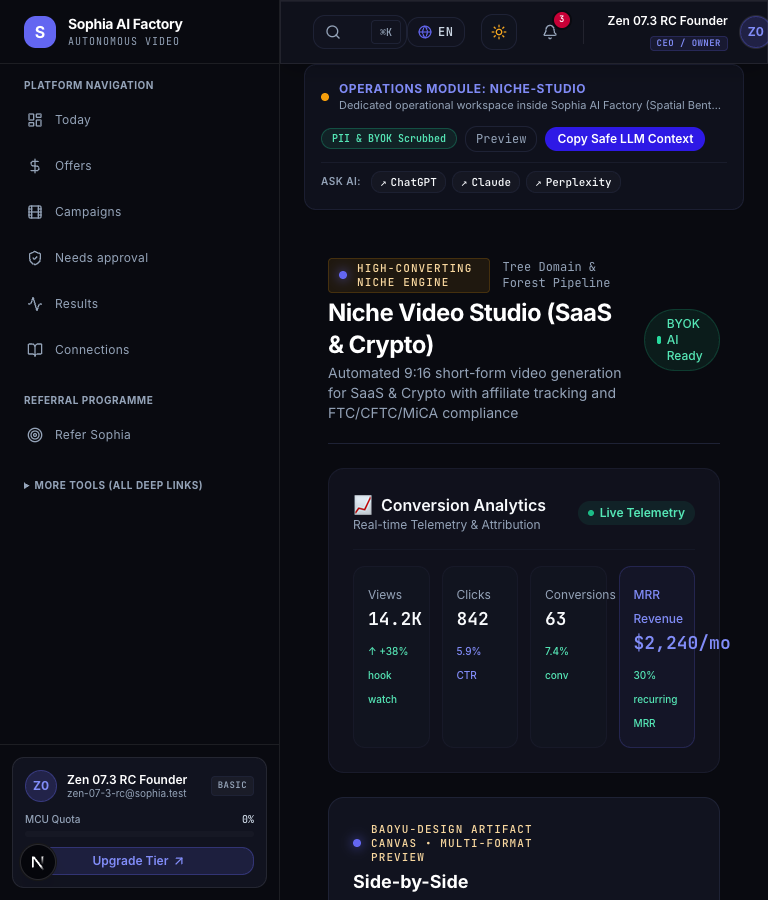 S
Sophia AI Factory
AUTONOMOUS VIDEO
⌘K
EN
3
Zen 07.3 RC Founder
CEO / OWNER
Z0
PLATFORM NAVIGATION
Today
Offers
Campaigns
Needs approval
Results
Connections
REFERRAL PROGRAMME
Refer Sophia
▸ MORE TOOLS (ALL DEEP LINKS)
Z0
Zen 07.3 RC Founder
zen-07-3-rc@sophia.test
BASIC
MCU Quota
0%
N
Upgrade Tier ↗
OPERATIONS MODULE: NICHE-STUDIO
Dedicated operational workspace inside Sophia AI Factory (Spatial Bent…
PII & BYOK Scrubbed
Preview
Copy Safe LLM Context
ASK AI:
↗ ChatGPT
↗ Claude
↗ Perplexity
HIGH-CONVERTING
NICHE ENGINE
Tree Domain &
Forest Pipeline
Niche Video Studio (SaaS
& Crypto)
Automated 9:16 short-form video generation
for SaaS & Crypto with affiliate tracking and
FTC/CFTC/MiCA compliance
BYOK
AI
Ready
📈 Conversion Analytics
Real-time Telemetry & Attribution
Live Telemetry
Views
14.2K
↑ +38%
hook
watch
Clicks
842
5.9%
CTR
Conversions
63
7.4%
conv
MRR
Revenue
$2,240/mo
30%
recurring
MRR
BAOYU-DESIGN ARTIFACT
CANVAS • MULTI-FORMAT
PREVIEW
Side-by-Side